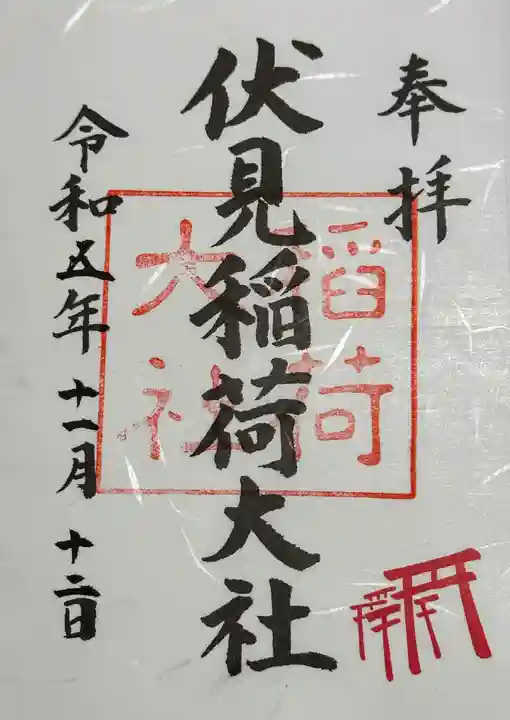 奉拝
伏見稲荷大社
稲荷
大社
令和五年十一月十二日